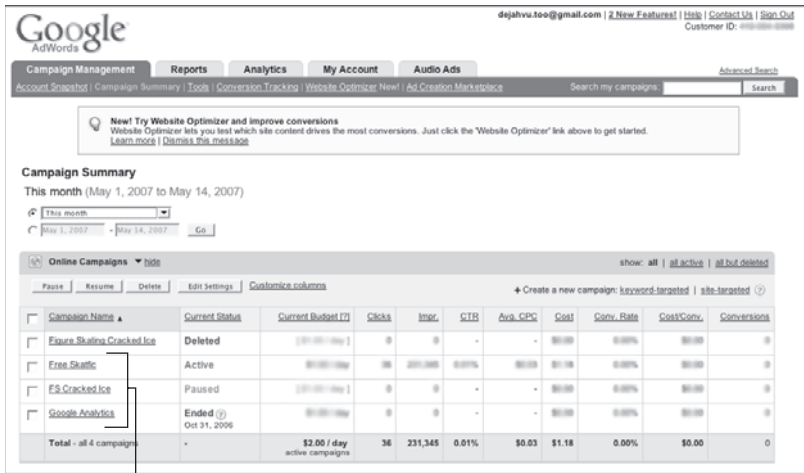 dejahvu.too@gmail.com | 2 New Features! | Help | Contact Us | Sign Out
Customer ID:
Google
AdWords
Campaign Management Reports Analytics My Account Audio Ads
Advanced Search
Account Snapshot | Campaign Summary | Tools | Conversion Tracking | Website Optimizer New! | Ad Creation Marketplace Search my campaigns: Search
New! Try Website Optimizer and improve conversions
Website Optimizer lets you test which site content drives the most conversions. Just click the 'Website Optimizer' link above to get started.
Learn more | Dismiss this message
Campaign Summary
This month (May 1, 2007 to May 14, 2007)
This month
May 1, 2007 - May 14, 2007 Go
Online Campaigns hide show: all | all active | all but deleted
Pause Resume Delete Edit Settings Customize columns + Create a new campaign: keyword-targeted | site-targeted (?)
Campaign Name Current Status Current Budget [?] Clicks Impr. CTR Avg. CPC Cost Conv. Rate Cost/Conv. Conversions
Figure Skating Cracked Ice Deleted - -
Free Skatfic Active
FS Cracked Ice Paused - -
Google Analytics Ended (?) - -
Oct 31, 2006
Total - all 4 campaigns - $2.00 / day 36 231,345 0.01% $0.03 $1.18 0.00% $0.00 0
active campaigns